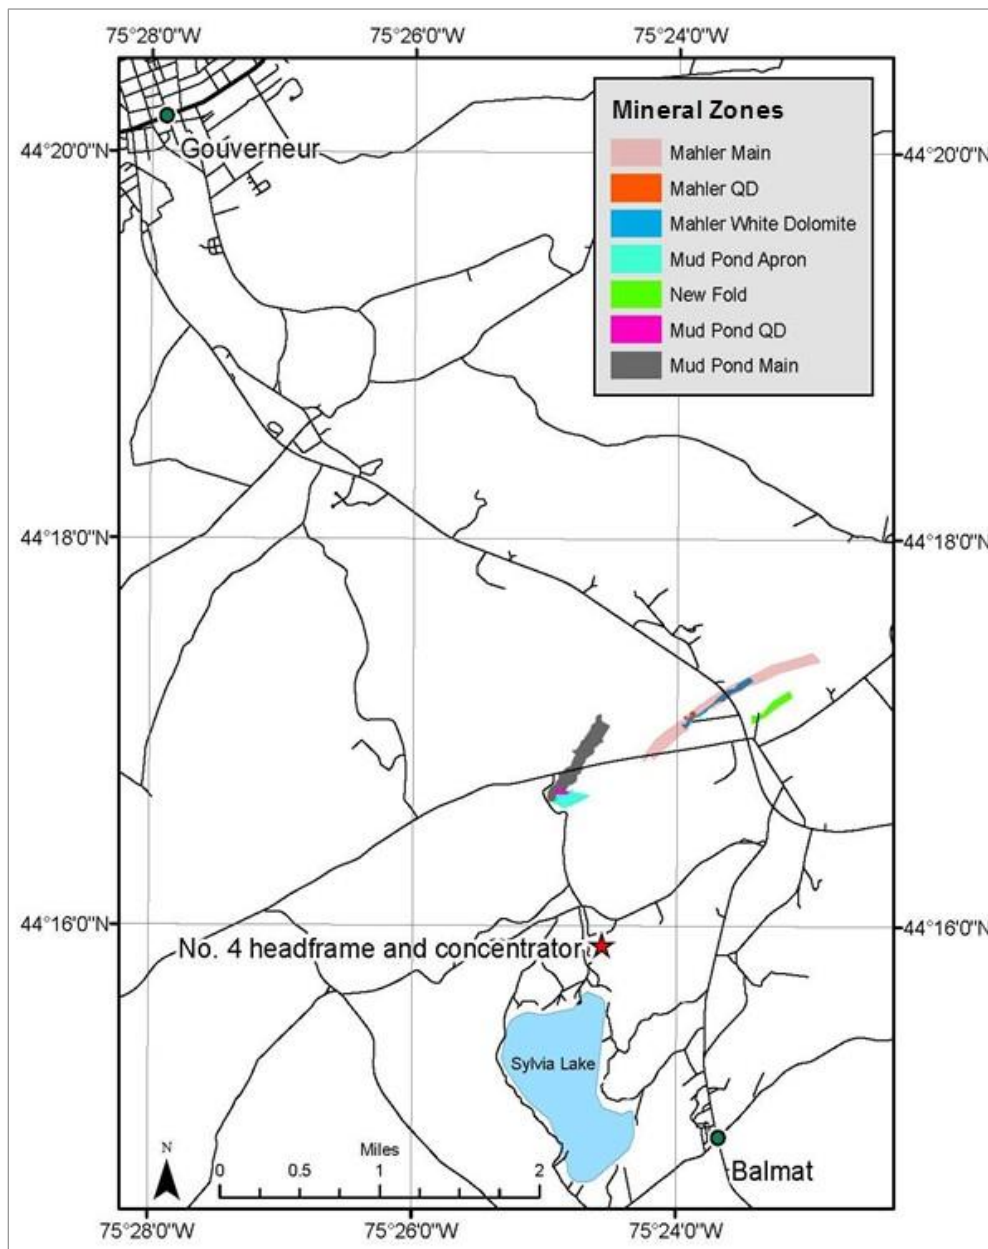 75°28'0"W
75°26'0"W
75°24'0"W
Mineral Zones
Mahler Main
Mahler QD
Mahler White Dolomite
Mud Pond Apron
New Fold
Mud Pond QD
Mud Pond Main
Gouverneur
44°20'0"N
44°20'0"N
44°18'0"N
44°18'0"N
44°16'0"N
44°16'0"N
No. 4 headframe and concentrator
Sylvia Lake
Balmat
N
Miles
0 0.5 1 2
75°28'0"W
75°26'0"W
75°24'0"W